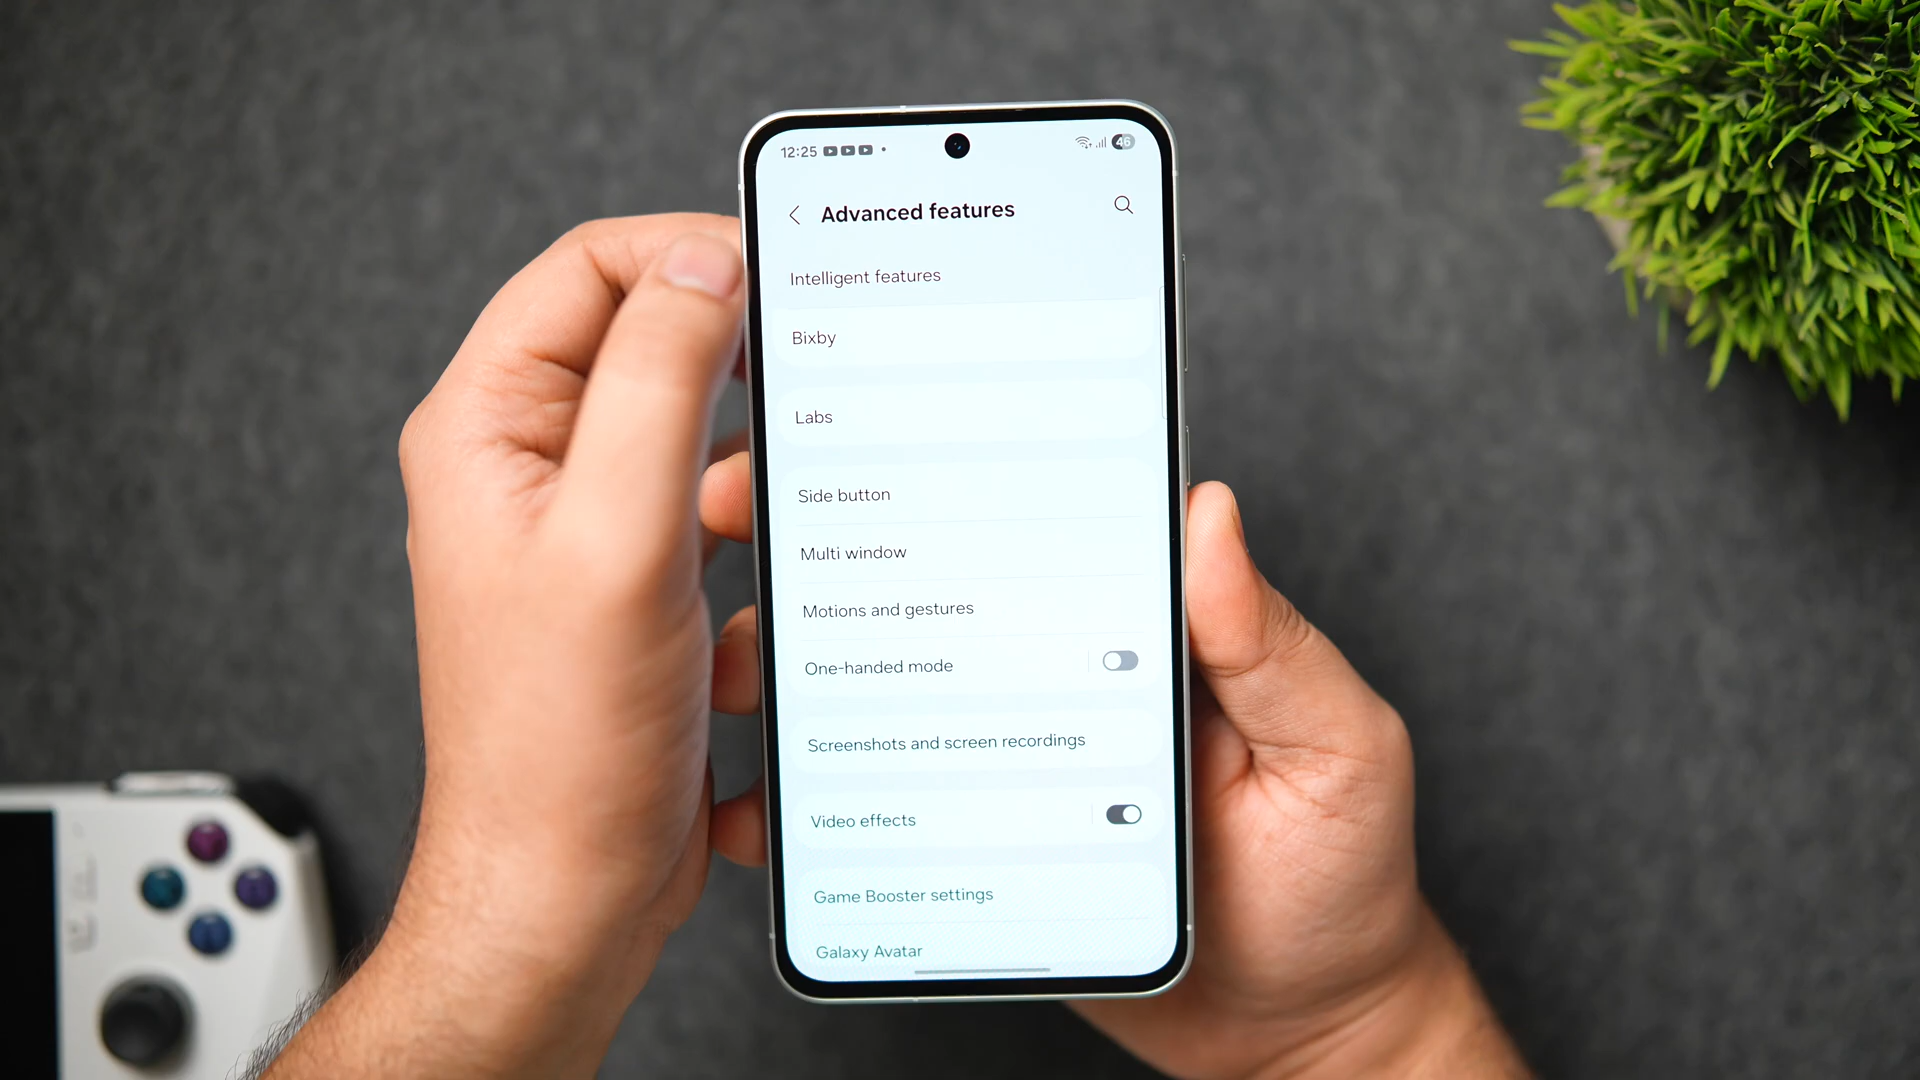 12:25
46
Advanced features
Intelligent features
Bixby
Labs
Side button
Multi window
Motions and gestures
One-handed mode
Screenshots and screen recordings
Video effects
Game Booster settings
Galaxy Avatar